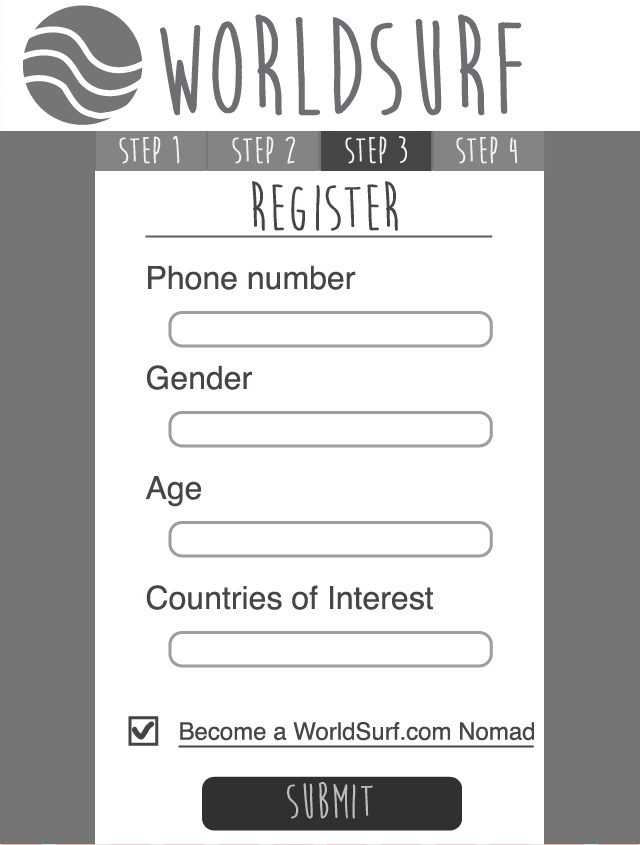 WORLDSURF
STEP 1 STEP 2 STEP 3 STEP 4
REGISTER
Phone number
Gender
Age
Countries of Interest
Become a WorldSurf.com Nomad
SUBMIT